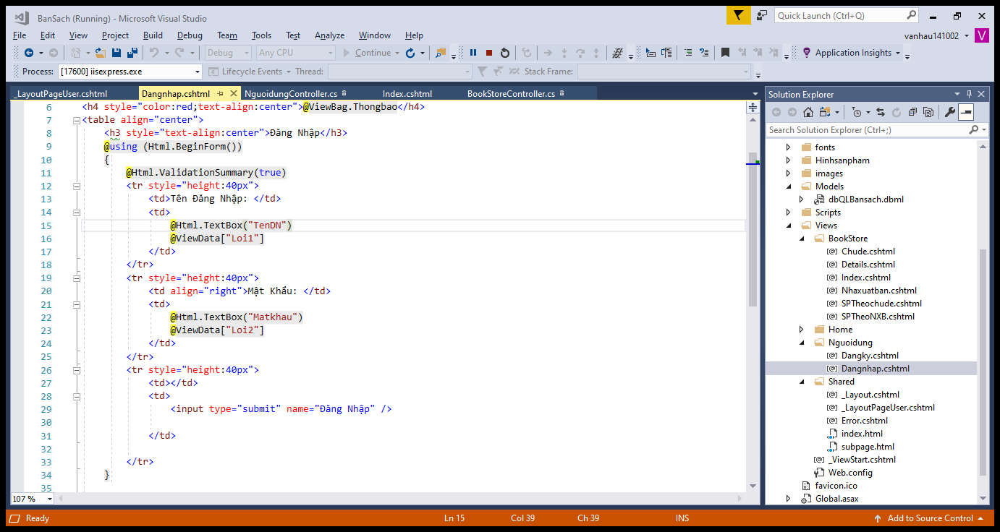 BanSach (Running) - Microsoft Visual Studio
Quick Launch (Ctrl+Q)
File Edit View Project Build Debug Team Tools Test Analyze Window Help
vanhau141002 V
Debug Any CPU Continue Application Insights
Process: [17600] iisexpress.exe Lifecycle Events Thread: Stack Frame:
_LayoutPageUser.cshtml Dangnhap.cshtml NguoidungController.cs Index.cshtml BookStoreController.cs
6 <h4 style="color:red;text-align:center">@ViewBag.Thongbao</h4>
7 <table align="center">
8 <h3 style="text-align:center">Đăng Nhập</h3>
9 @using (Html.BeginForm())
10 {
11 @Html.ValidationSummary(true)
12 <tr style="height:40px">
13 <td>Tên Đăng Nhập: </td>
14 <td>
15 @Html.TextBox("TenDN")
16 @ViewData["Loi1"]
17 </td>
18 </tr>
19 <tr style="height:40px">
20 <td align="right">Mật Khẩu: </td>
21 <td>
22 @Html.TextBox("Matkhau")
23 @ViewData["Loi2"]
24 </td>
25 </tr>
26 <tr style="height:40px">
27 <td></td>
28 <td>
29 <input type="submit" name="Đăng Nhập" />
30
31 </td>
32
33 </tr>
34 }
35
107 %
Solution Explorer
Search Solution Explorer (Ctrl+;)
fonts
Hinhsanpham
images
Models
dbQLBansach.dbml
Scripts
Views
BookStore
Chude.cshtml
Details.cshtml
Index.cshtml
Nhaxuatban.cshtml
SPTheochude.cshtml
SPTheoNXB.cshtml
Home
Nguoidung
Dangky.cshtml
Dangnhap.cshtml
Shared
_Layout.cshtml
_LayoutPageUser.cshtml
Error.cshtml
index.html
subpage.html
_ViewStart.cshtml
Web.config
favicon.ico
Global.asax
Ready Ln 15 Col 39 Ch 39 INS Add to Source Control